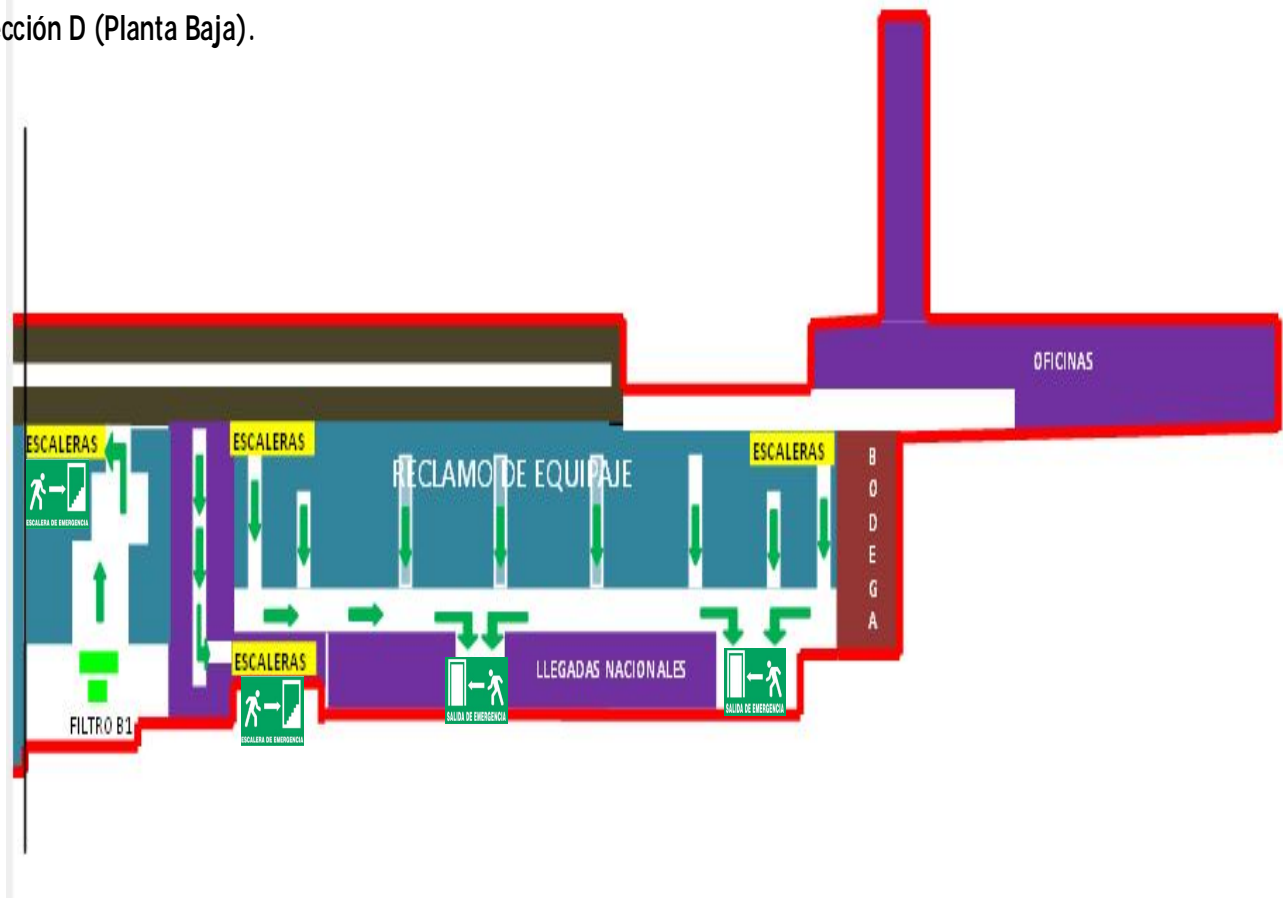 cción D (Planta Baja).
OFICINAS
ESCALERAS
ESCALERAS
ESCALERAS
RECLAMO DE EQUIPAJE
BODEGA
ESCALERA DE EMERGENCIA
ESCALERAS
LLEGADAS NACIONALES
SALIDA DE EMERGENCIA
SALIDA DE EMERGENCIA
FILTRO B1
ESCALERA DE EMERGENCIA